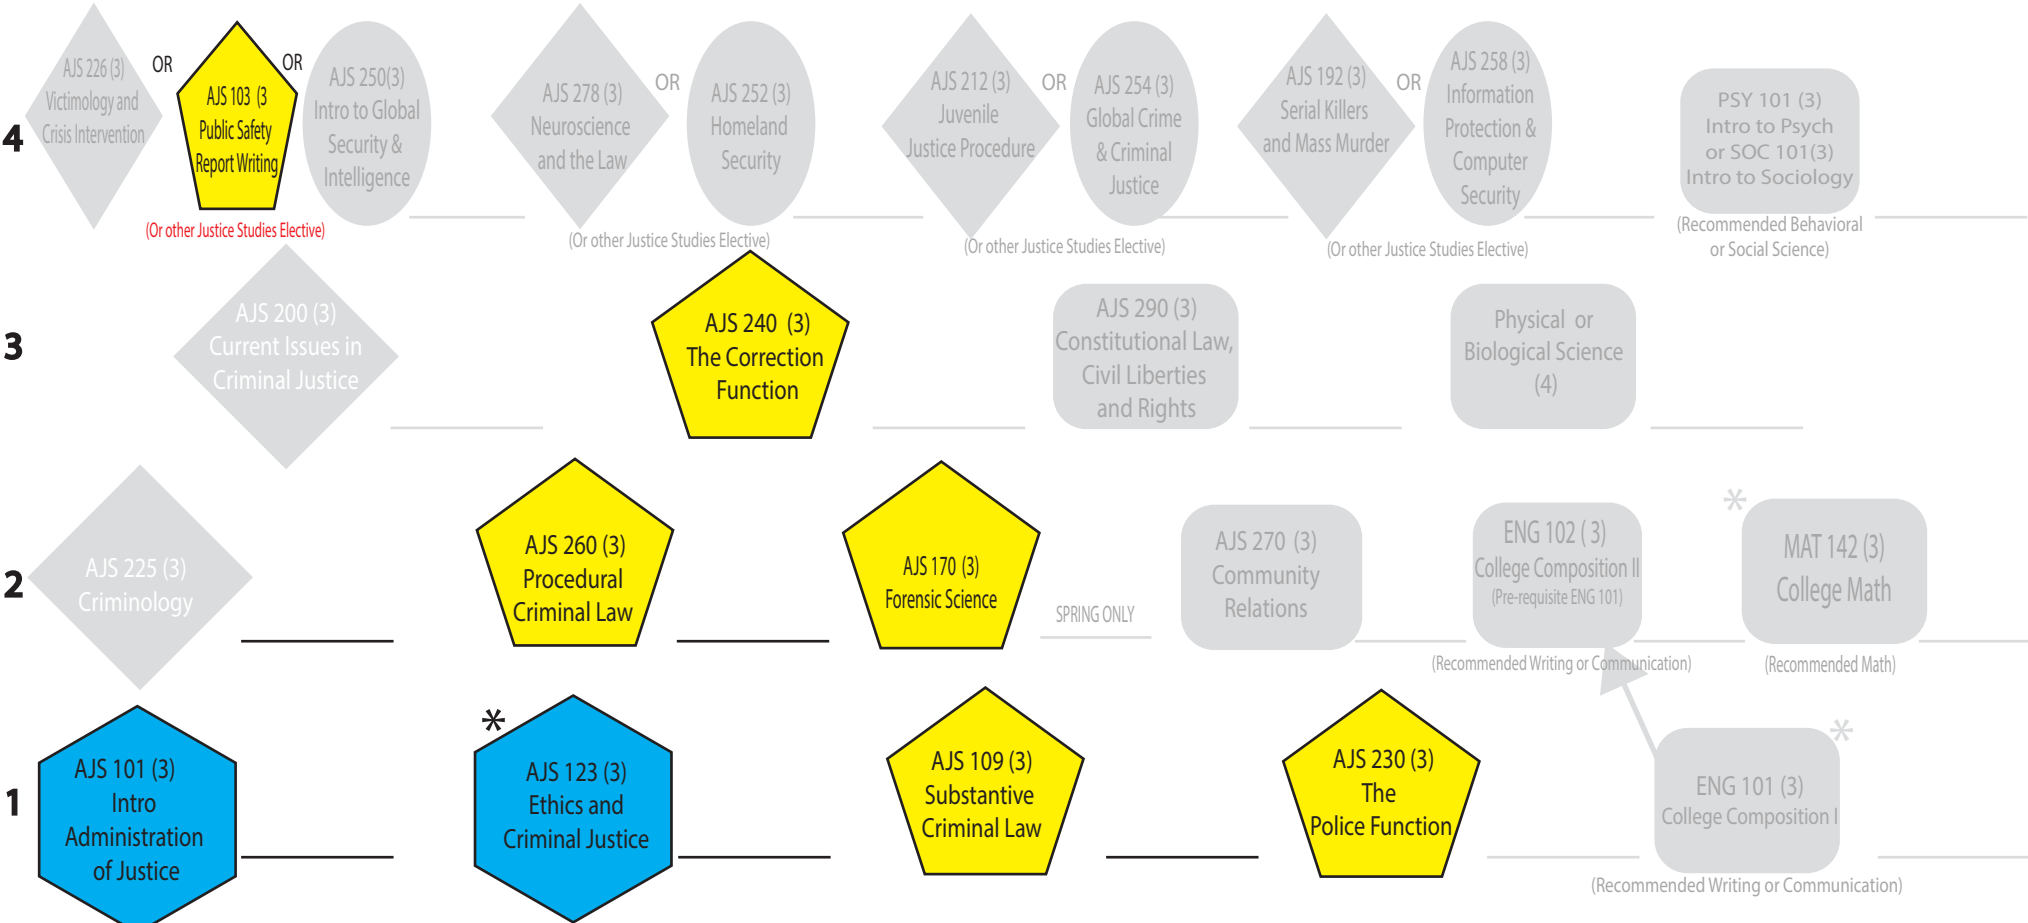 4
AJS 226 (3)
Victimology and
Crisis Intervention
OR
AJS 103 (3
Public Safety
Report Writing
OR
AJS 250(3)
Intro to Global
Security &
Intelligence
(Or other Justice Studies Elective)
AJS 278 (3)
Neuroscience
and the Law
OR
AJS 252 (3)
Homeland
Security
(Or other Justice Studies Elective)
AJS 212 (3)
Juvenile
Justice Procedure
OR
AJS 254 (3)
Global Crime
& Criminal
Justice
(Or other Justice Studies Elective)
AJS 192 (3)
Serial Killers
and Mass Murder
OR
AJS 258 (3)
Information
Protection &
Computer
Security
(Or other Justice Studies Elective)
PSY 101 (3)
Intro to Psych
or SOC 101(3)
Intro to Sociology
(Recommended Behavioral
or Social Science)
3
AJS 200 (3)
Current Issues in
Criminal Justice
AJS 240 (3)
The Correction
Function
AJS 290 (3)
Constitutional Law,
Civil Liberties
and Rights
Physical or
Biological Science
(4)
2
AJS 225 (3)
Criminology
AJS 260 (3)
Procedural
Criminal Law
AJS 170 (3)
Forensic Science
SPRING ONLY
AJS 270 (3)
Community
Relations
ENG 102 ( 3)
College Composition II
(Pre-requisite ENG 101)
(Recommended Writing or Communication)
*
MAT 142 (3)
College Math
(Recommended Math)
1
AJS 101 (3)
Intro
Administration
of Justice
*
AJS 123 (3)
Ethics and
Criminal Justice
AJS 109 (3)
Substantive
Criminal Law
AJS 230 (3)
The
Police Function
*
ENG 101 (3)
College Composition I
(Recommended Writing or Communication)